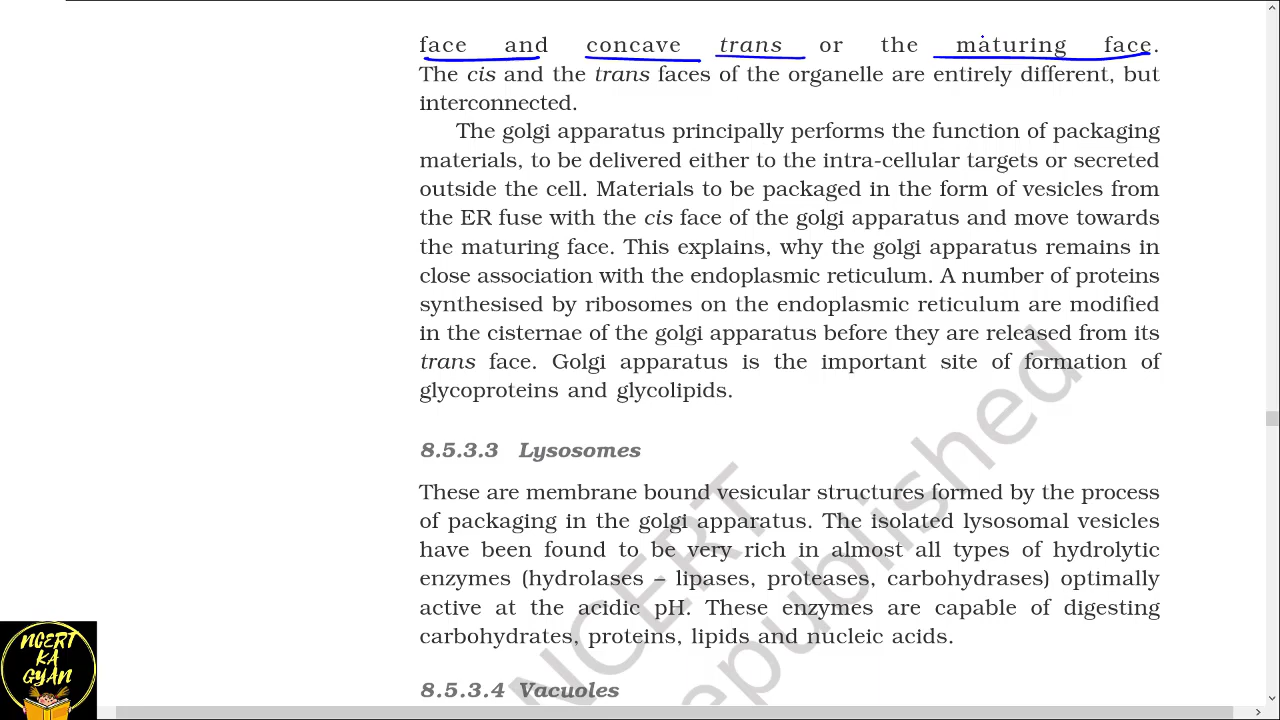 face and concave trans or the maturing face.
The cis and the trans faces of the organelle are entirely different, but
interconnected.
The golgi apparatus principally performs the function of packaging
materials, to be delivered either to the intra-cellular targets or secreted
outside the cell. Materials to be packaged in the form of vesicles from
the ER fuse with the cis face of the golgi apparatus and move towards
the maturing face. This explains, why the golgi apparatus remains in
close association with the endoplasmic reticulum. A number of proteins
synthesised by ribosomes on the endoplasmic reticulum are modified
in the cisternae of the golgi apparatus before they are released from its
trans face. Golgi apparatus is the important site of formation of
glycoproteins and glycolipids.
8.5.3.3 Lysosomes
These are membrane bound vesicular structures formed by the process
of packaging in the golgi apparatus. The isolated lysosomal vesicles
have been found to be very rich in almost all types of hydrolytic
enzymes (hydrolases – lipases, proteases, carbohydrases) optimally
active at the acidic pH. These enzymes are capable of digesting
carbohydrates, proteins, lipids and nucleic acids.
8.5.3.4 Vacuoles
NCERT
republished
NCERT
KA
GYAN